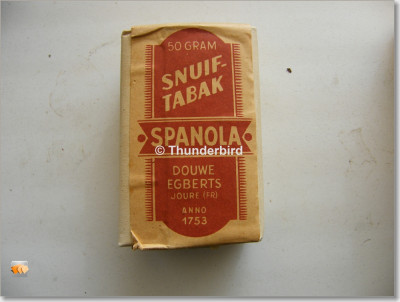 50 GRAM
SNUIF-
TABAK
SPANOLA
© Thunderbird
DOUWE
EGBERTS
JOURE (FR)
ANNO
1753